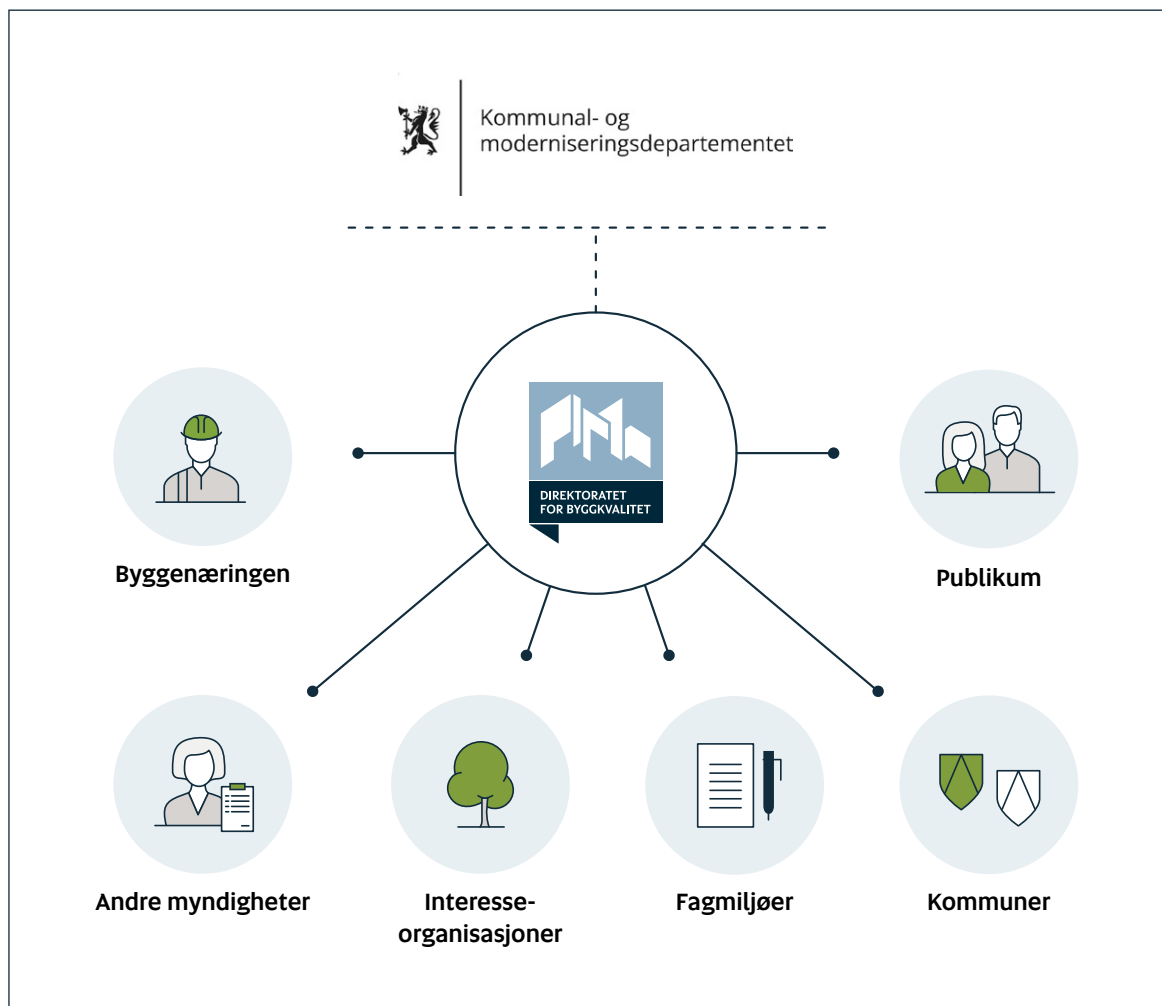 Kommunal- og
moderniseringsdepartementet
DIREKTORATET
FOR BYGGKVALITET
Byggenæringen
Publikum
Andre myndigheter
Interesse-
organisasjoner
Fagmiljøer
Kommuner